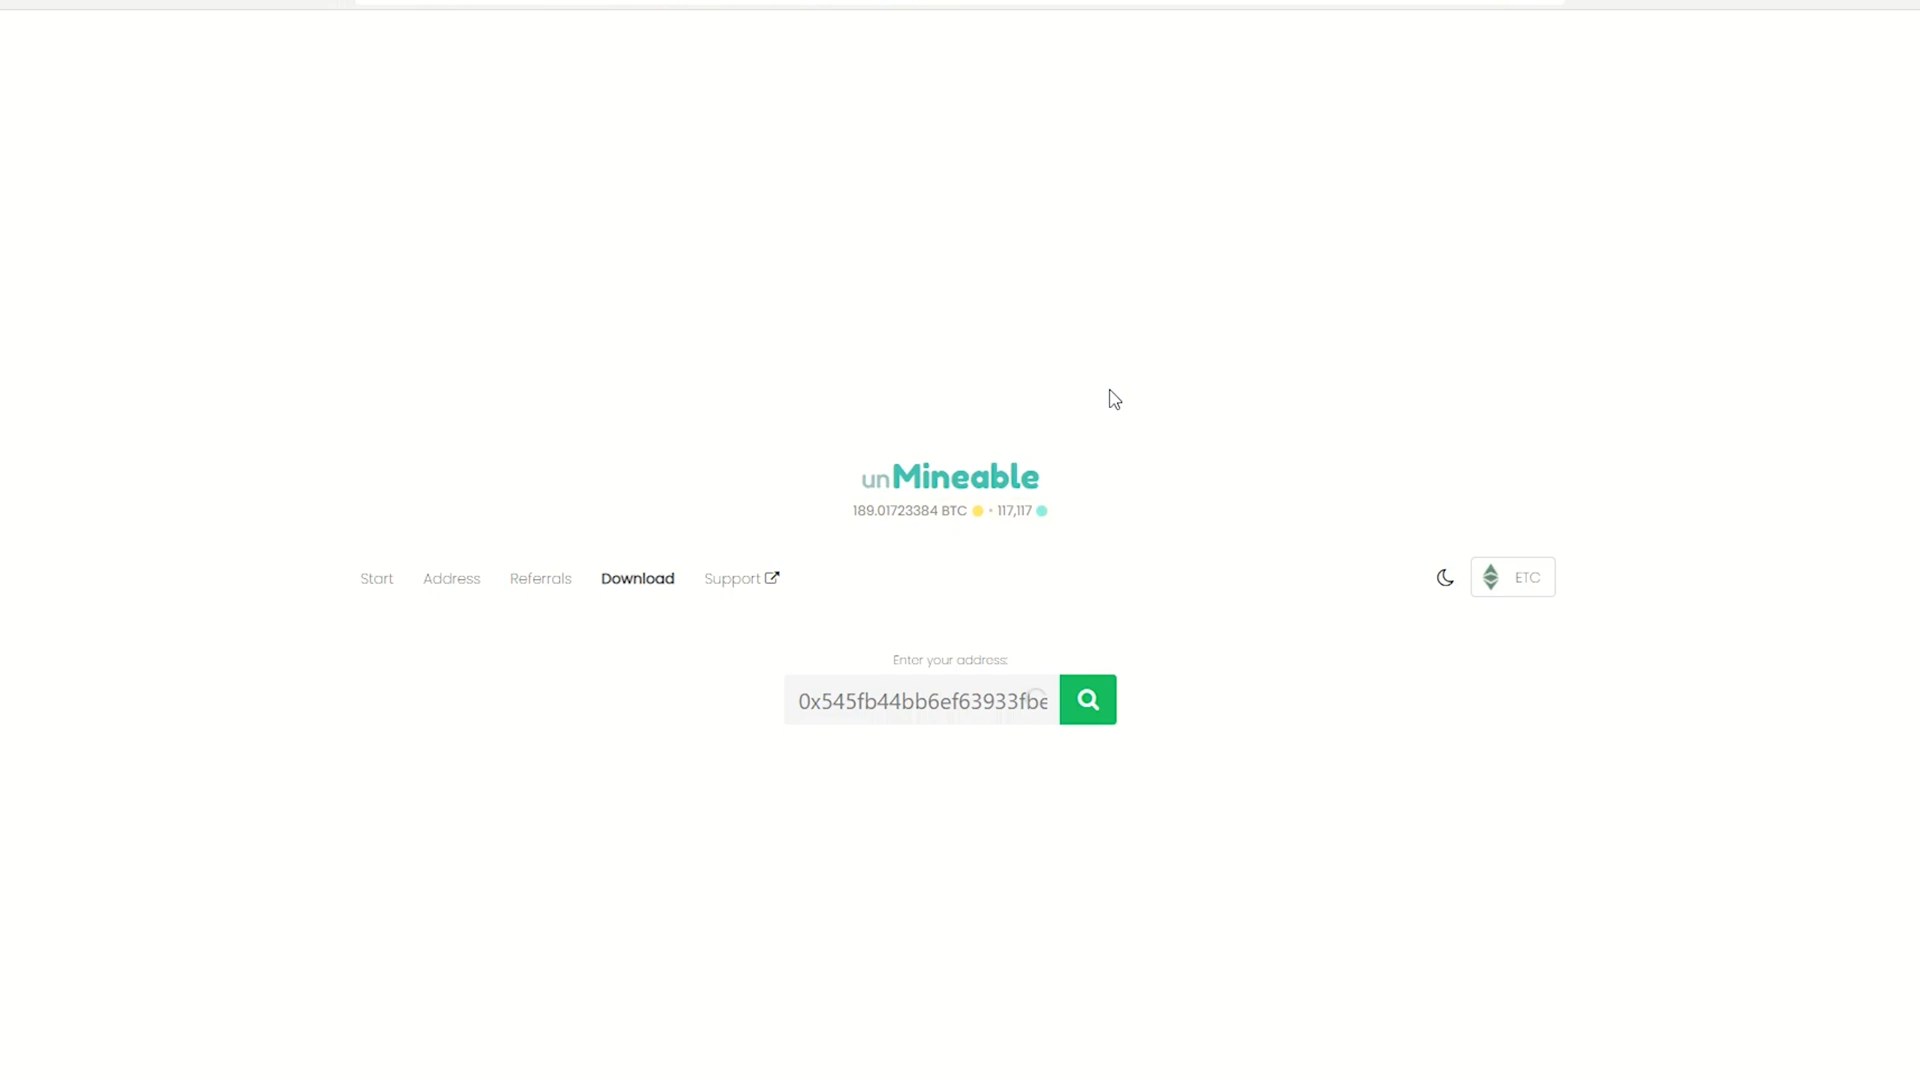 unMineable
189.01723384 BTC • 117,117
Start Address Referrals Download Support ETC
Enter your address:
0x545fb44bb6ef63933fbe